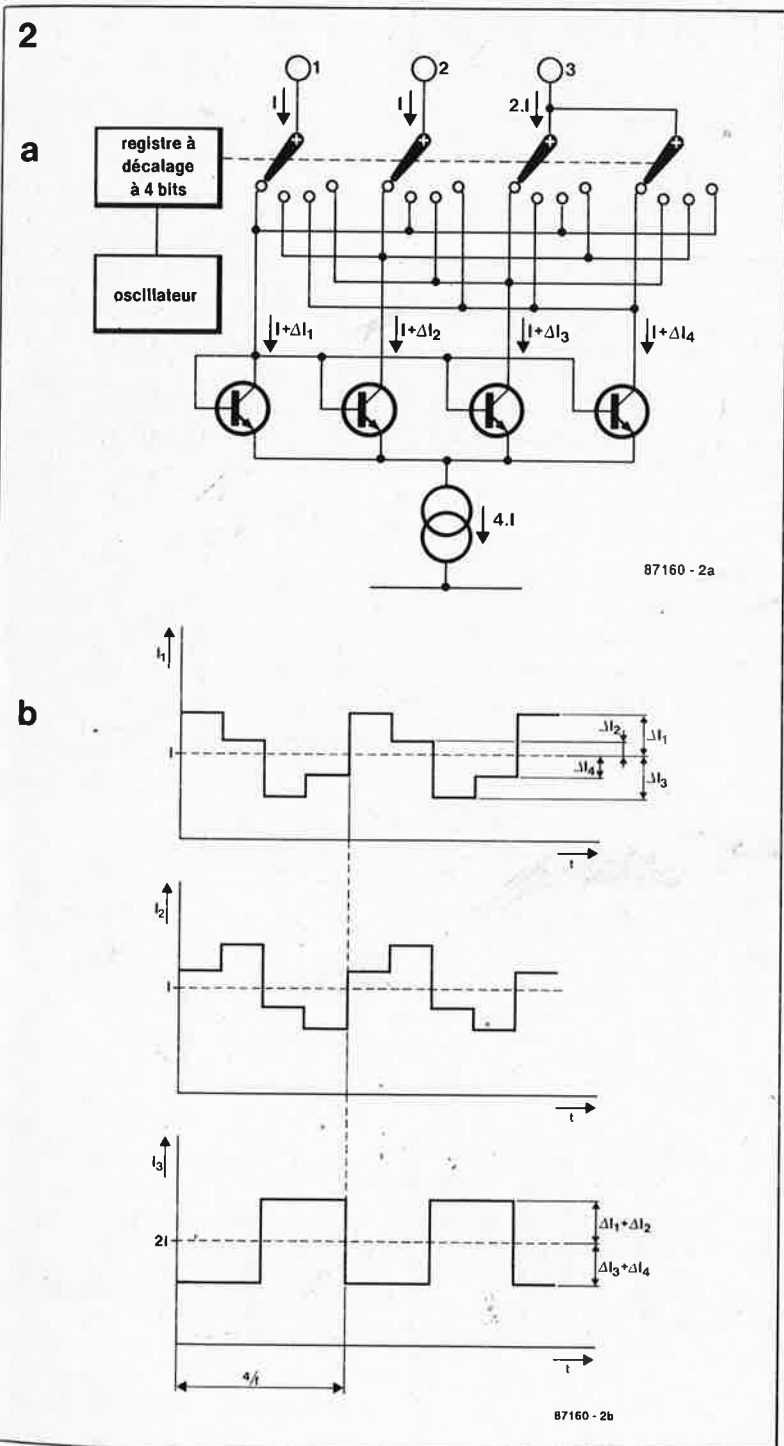 2
a
1
2
3
I
I
2.I
registre à
décalage
à 4 bits
oscillateur
I+ΔI₁
I+ΔI₂
I+ΔI₃
I+ΔI₄
4.I
87160 - 2a
b
I₁
I
ΔI₂
ΔI₁
ΔI₄
ΔI₃
t
I₂
I
t
I₃
2I
ΔI₁+ΔI₂
ΔI₃+ΔI₄
t
4/f
87160 - 2b